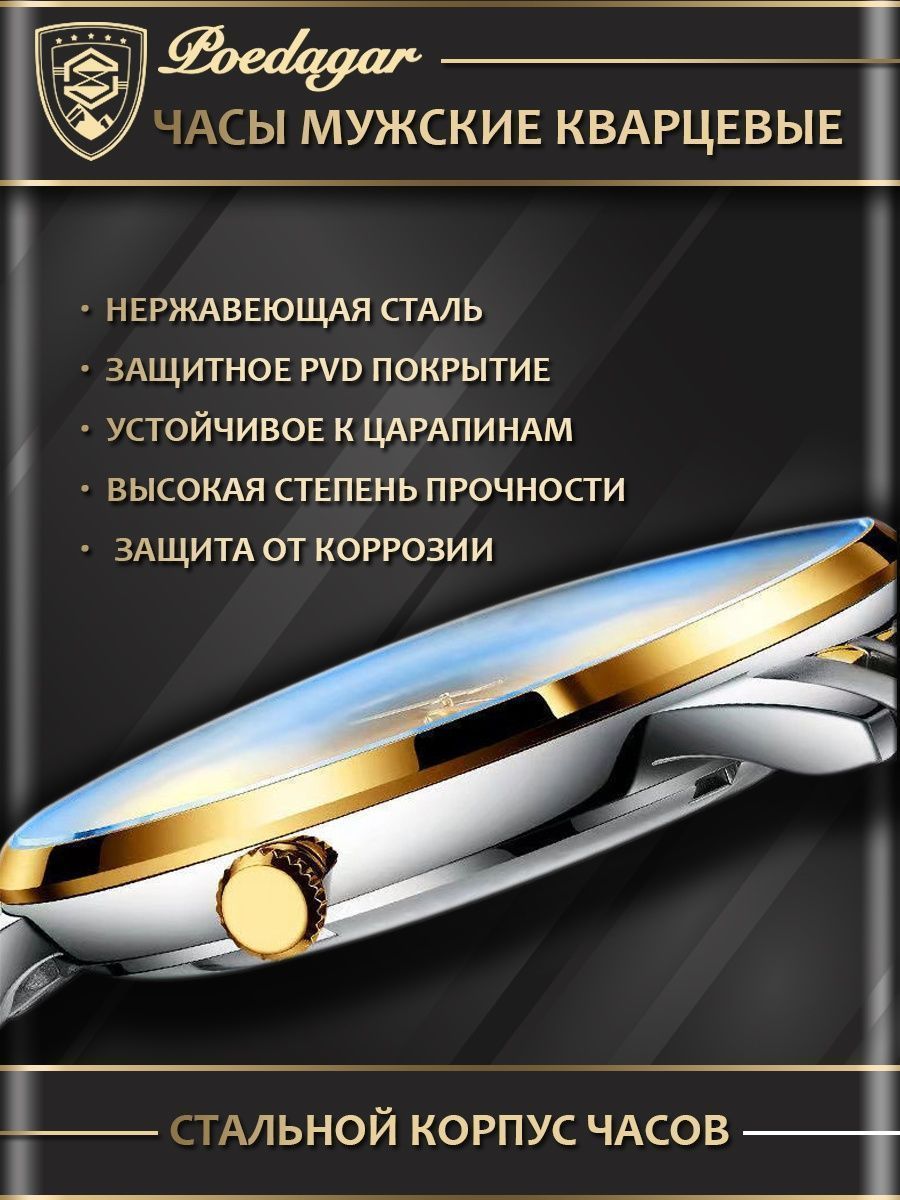 Poedagar
ЧАСЫ МУЖСКИЕ КВАРЦЕВЫЕ
• НЕРЖАВЕЮЩАЯ СТАЛЬ
• ЗАЩИТНОЕ PVD ПОКРЫТИЕ
• УСТОЙЧИВОЕ К ЦАРАПИНАМ
• ВЫСОКАЯ СТЕПЕНЬ ПРОЧНОСТИ
• ЗАЩИТА ОТ КОРРОЗИИ
СТАЛЬНОЙ КОРПУС ЧАСОВ